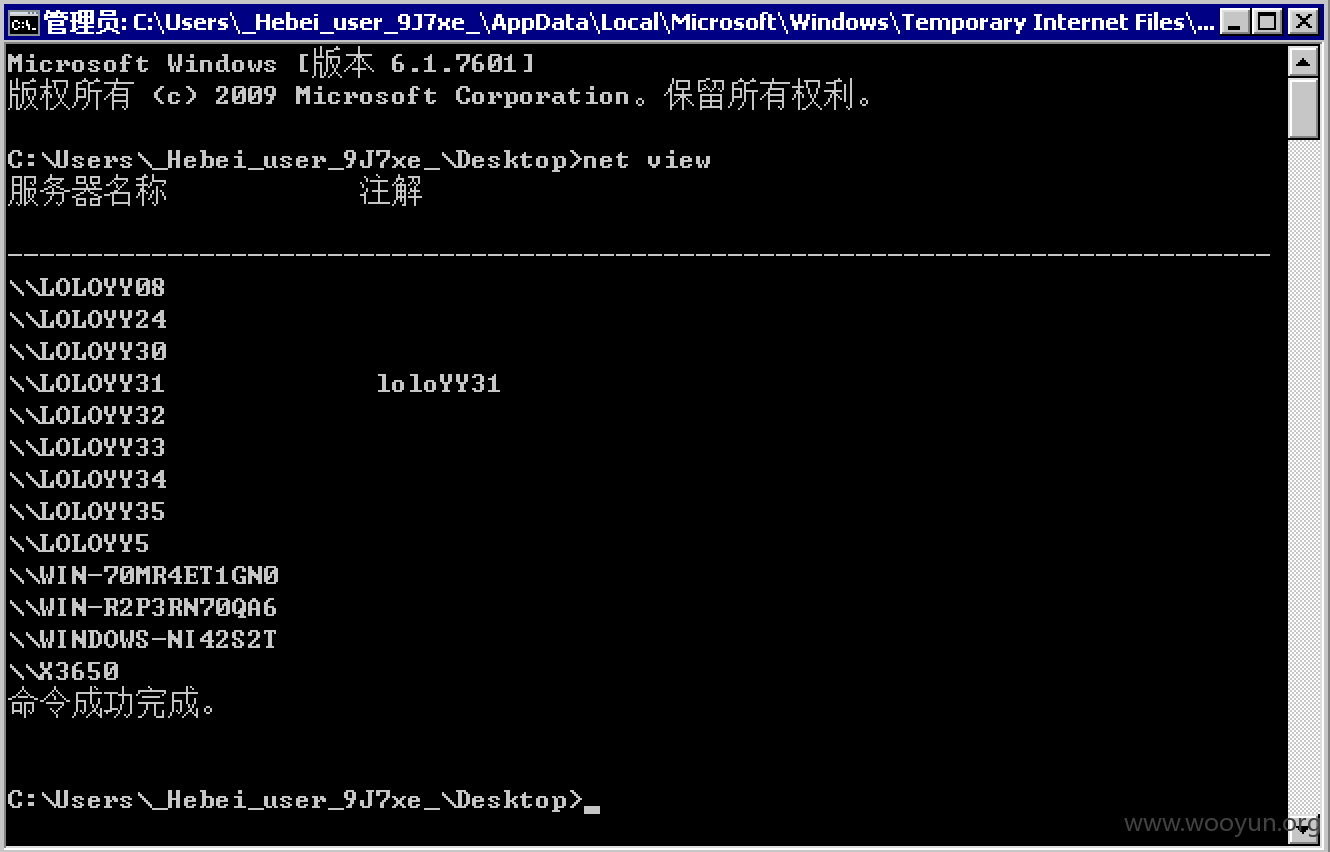 管理员: C:\Users\_Hebei_user_9J7xe_\AppData\Local\Microsoft\Windows\Temporary Internet Files\...
Microsoft Windows [版本 6.1.7601]
版权所有 (c) 2009 Microsoft Corporation。保留所有权利。
C:\Users\_Hebei_user_9J7xe_\Desktop>net view
服务器名称 注解
-------------------------------------------------------------------------------
\\LOLOYY08
\\LOLOYY24
\\LOLOYY30
\\LOLOYY31 loloYY31
\\LOLOYY32
\\LOLOYY33
\\LOLOYY34
\\LOLOYY35
\\LOLOYY5
\\WIN-70MR4ET1GN0
\\WIN-R2P3RN70QA6
\\WINDOWS-NI42S2T
\\X3650
命令成功完成。
C:\Users\_Hebei_user_9J7xe_\Desktop>_
www.wooyun.org